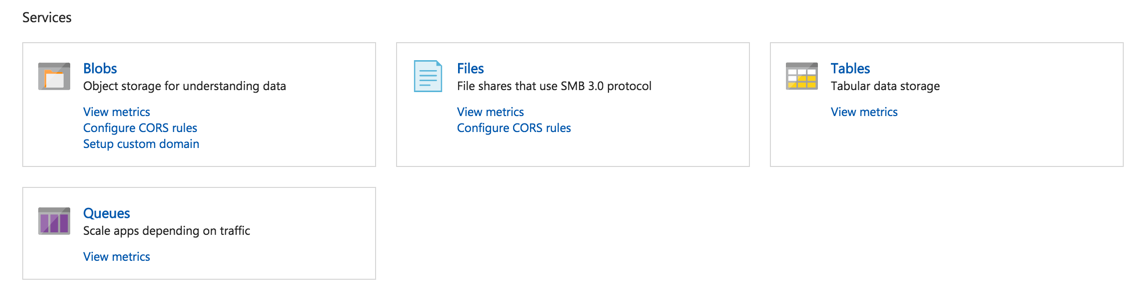 Services
Blobs
Object storage for understanding data
View metrics
Configure CORS rules
Setup custom domain
Files
File shares that use SMB 3.0 protocol
View metrics
Configure CORS rules
Tables
Tabular data storage
View metrics
Queues
Scale apps depending on traffic
View metrics